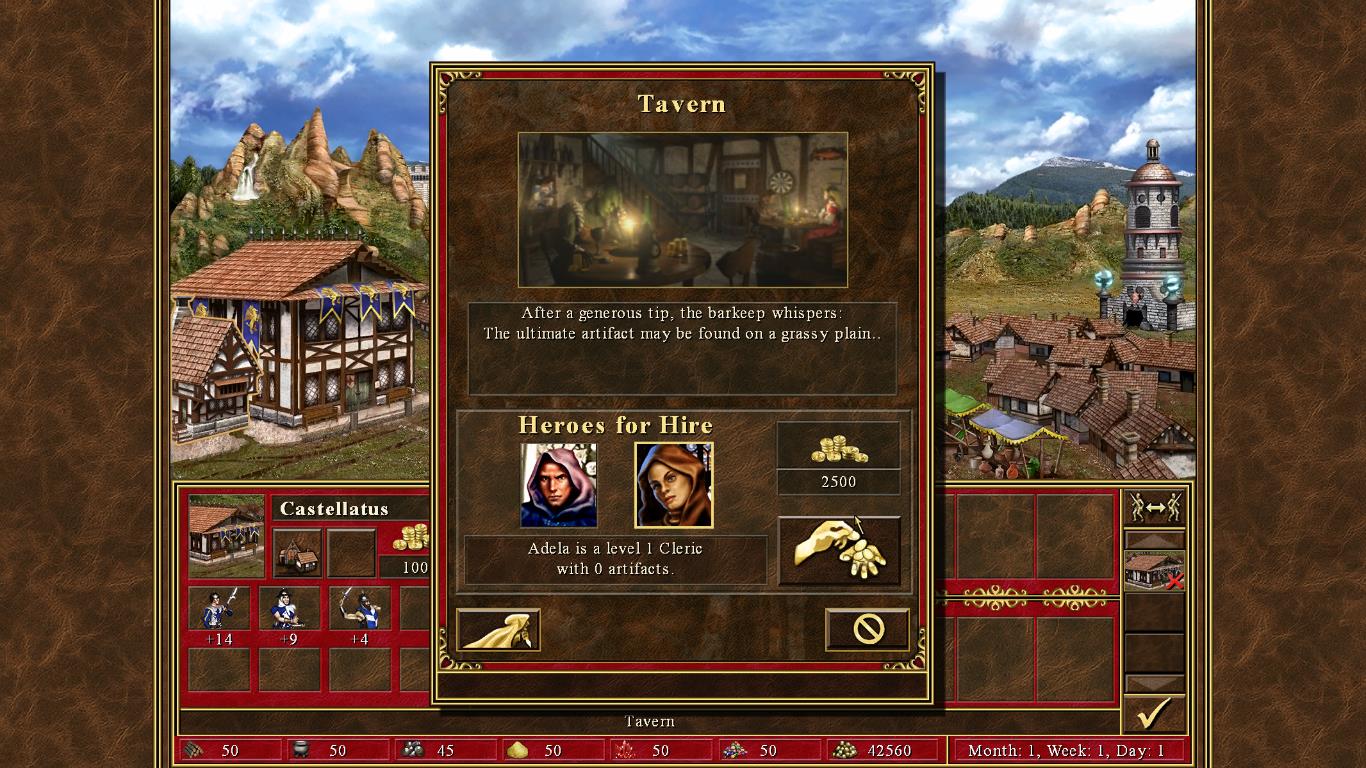 Tavern
After a generous tip, the barkeep whispers:
The ultimate artifact may be found on a grassy plain..
Heroes for Hire
2500
Adela is a level 1 Cleric
with 0 artifacts.
Castellatus
100
+14
+9
+4
Tavern
50
50
45
50
50
50
42560
Month: 1, Week: 1, Day: 1